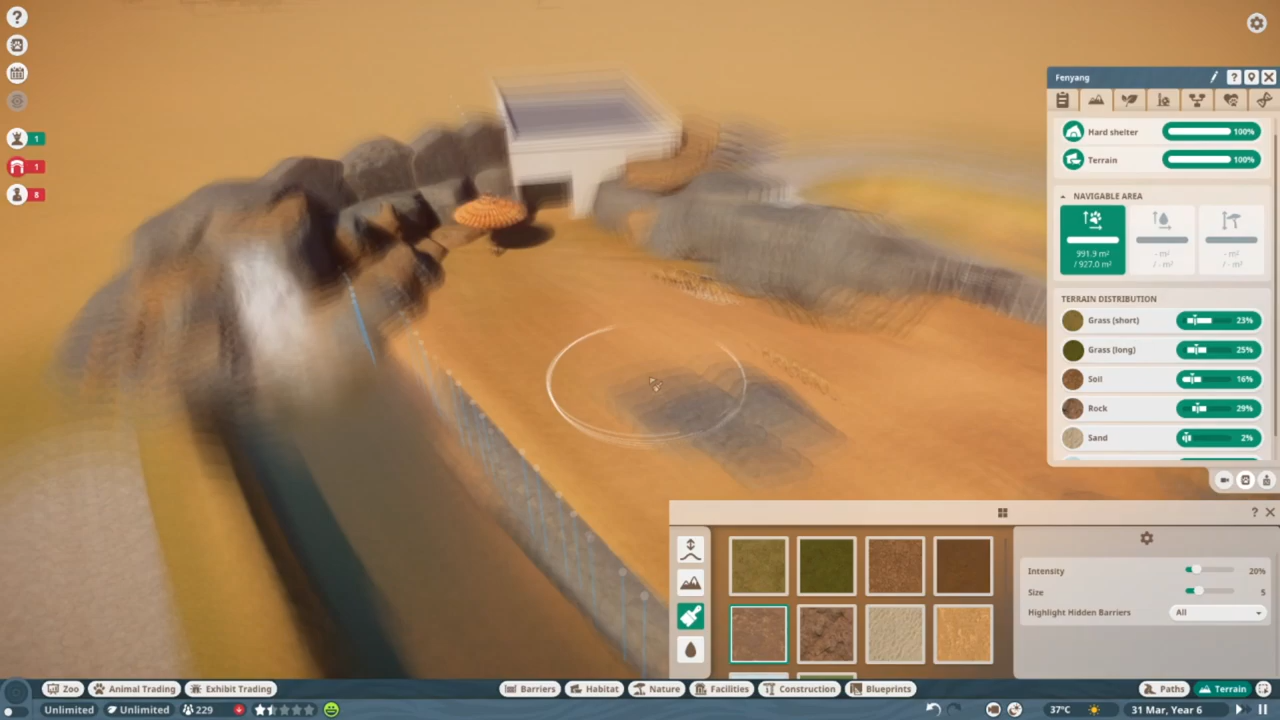 ?
1
1
8
Fenyang
?
Hard shelter 100%
Terrain 100%
NAVIGABLE AREA
991.9 m²
/ 927.0 m²
- m²
/ - m²
- m²
/ - m²
TERRAIN DISTRIBUTION
Grass (short) 23%
Grass (long) 25%
Soil 16%
Rock 29%
Sand 2%
?
Intensity 20%
Size 5
Highlight Hidden Barriers All
Zoo Animal Trading Exhibit Trading Barriers Habitat Nature Facilities Construction Blueprints Paths Terrain
Unlimited Unlimited 229 37°C 31 Mar, Year 6